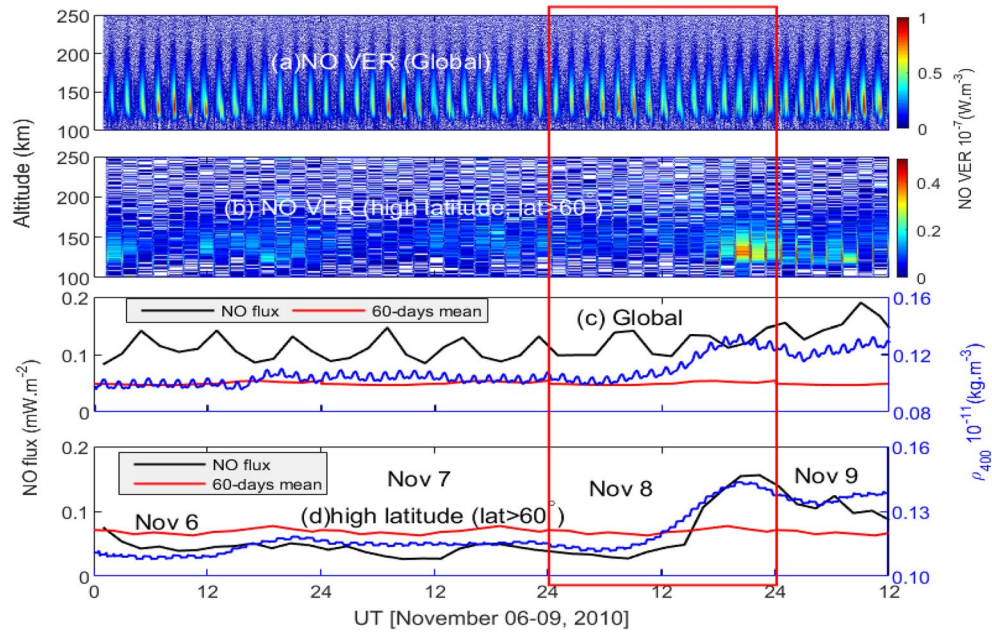 250
200
150
100
(a)NO VER (Global)
1
0.5
0
250
200
150
100
(b) NO VER (high latitude, lat>60°)
0.4
0.2
0
Altitude (km)
NO VER 10-7 (W.m-3)
0.2
0.1
0
NO flux
60-days mean
(c) Global
0.16
0.12
0.08
0.2
0.1
0
NO flux
60-days mean
Nov 6
Nov 7
Nov 8
Nov 9
(d)high latitude (lat>60°)
0.16
0.13
0.10
NO flux (mW.m-2)
ρ400 10-11(kg.m-3)
0
12
24
12
24
12
24
12
UT [November 06-09, 2010]